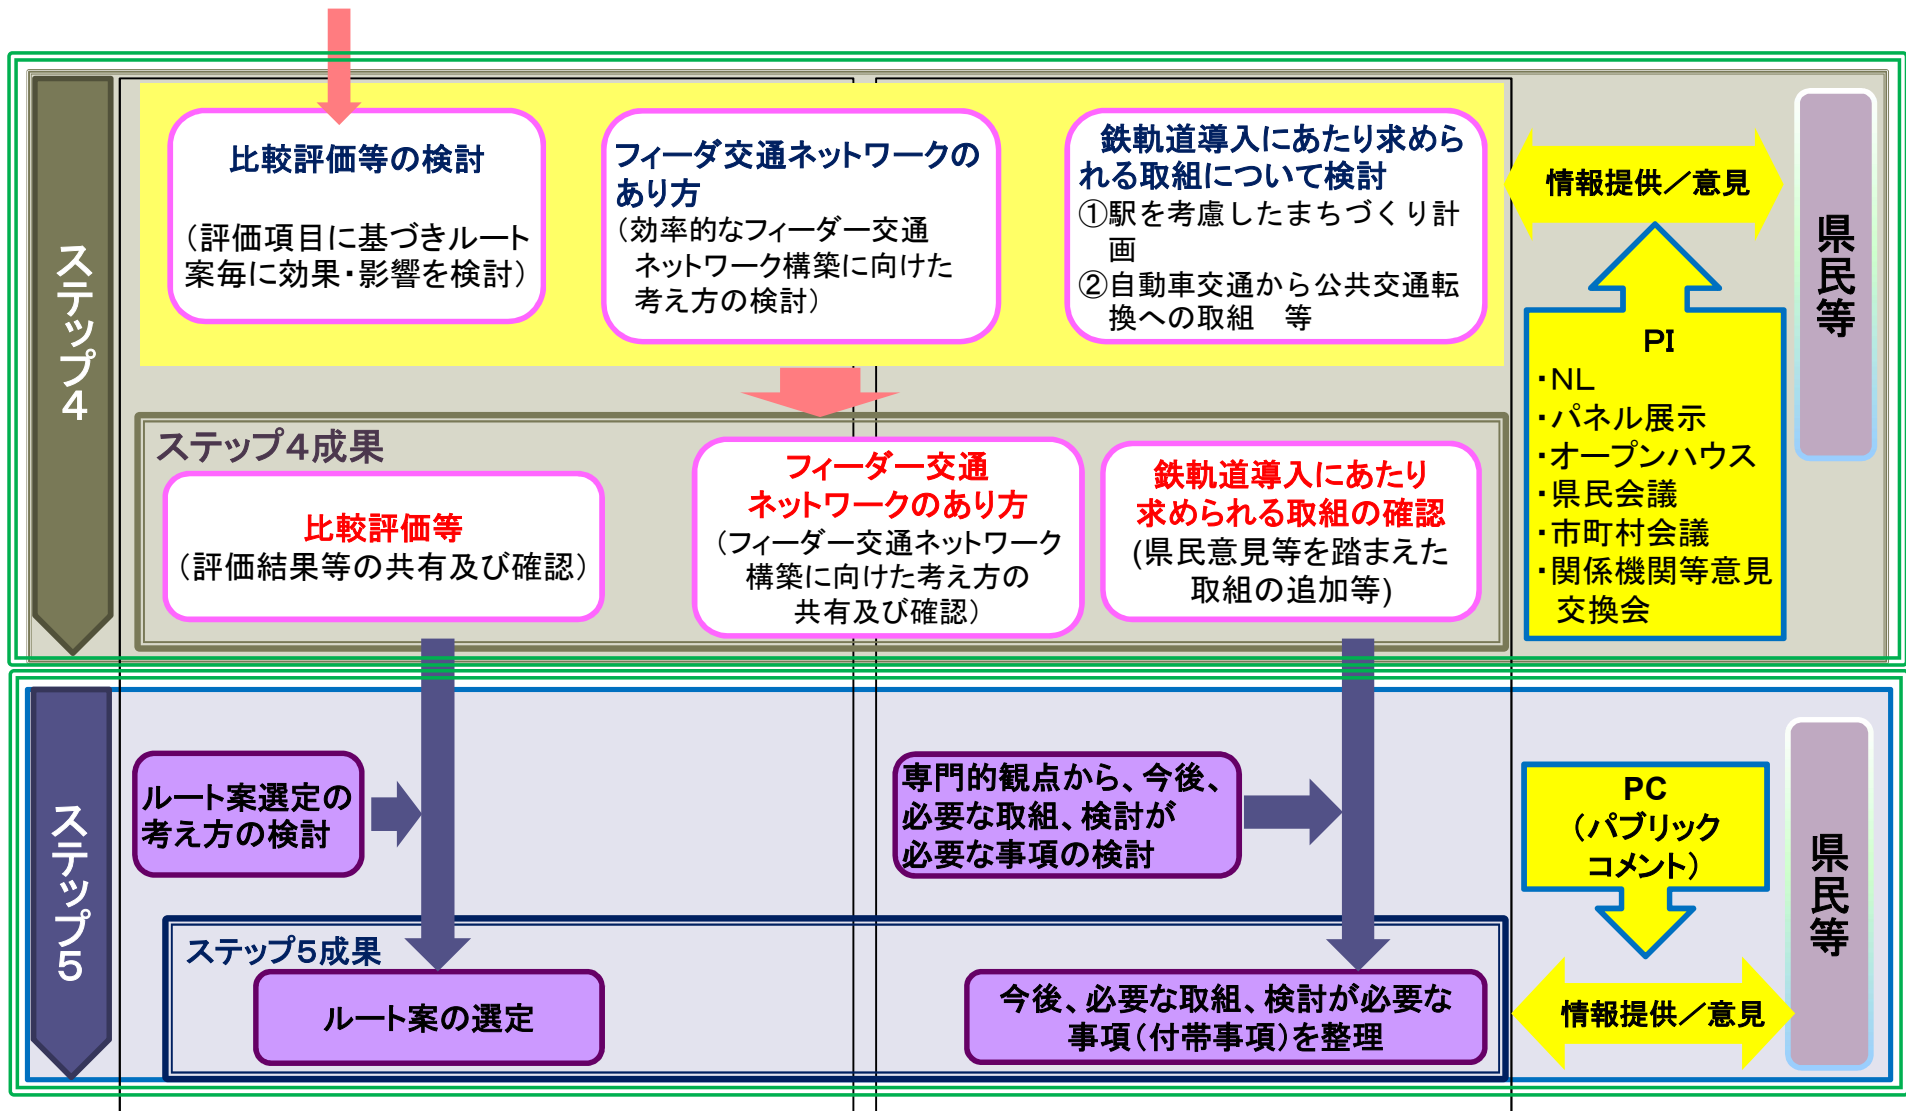 ステップ4
比較評価等の検討
（評価項目に基づきルート
案毎に効果・影響を検討）
フィーダ交通ネットワークの
あり方
（効率的なフィーダー交通
ネットワーク構築に向けた
考え方の検討）
鉄軌道導入にあたり求めら
れる取組について検討
①駅を考慮したまちづくり計
画
②自動車交通から公共交通転
換への取組　等
情報提供／意見
県民等
PI
・NL
・パネル展示
・オープンハウス
・県民会議
・市町村会議
・関係機関等意見
交換会
ステップ4成果
比較評価等
（評価結果等の共有及び確認）
フィーダー交通
ネットワークのあり方
（フィーダー交通ネットワーク
構築に向けた考え方の
共有及び確認）
鉄軌道導入にあたり
求められる取組の確認
(県民意見等を踏まえた
取組の追加等)
ステップ5
ルート案選定の
考え方の検討
専門的観点から、今後、
必要な取組、検討が
必要な事項の検討
PC
（パブリック
コメント）
県民等
ステップ5成果
ルート案の選定
今後、必要な取組、検討が必要な
事項（付帯事項）を整理
情報提供／意見